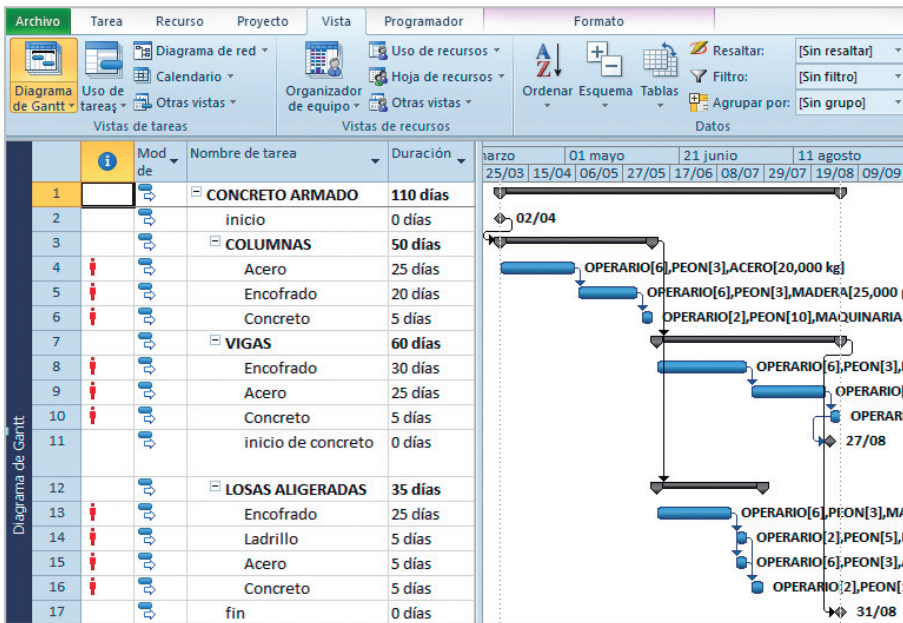 Archivo Tarea Recurso Proyecto Vista Programador Formato
Diagrama de Gantt
Uso de tareas
Diagrama de red
Calendario
Otras vistas
Vistas de tareas
Organizador de equipo
Uso de recursos
Hoja de recursos
Otras vistas
Vistas de recursos
Ordenar Esquema Tablas
Resaltar: [Sin resaltar]
Filtro: [Sin filtro]
Agrupar por: [Sin grupo]
Datos
Mod de Nombre de tarea Duración
arzo 01 mayo 21 junio 11 agosto
25/03 15/04 06/05 27/05 17/06 08/07 29/07 19/08 09/09
1 CONCRETO ARMADO 110 días
2 inicio 0 días 02/04
3 COLUMNAS 50 días
4 Acero 25 días OPERARIO[6],PEON[3],ACERO[20,000 kg]
5 Encofrado 20 días OPERARIO[6],PEON[3],MADERA[25,000
6 Concreto 5 días OPERARIO[2],PEON[10],MAQUINARIA
7 VIGAS 60 días
8 Encofrado 30 días OPERARIO[6],PEON[3],
9 Acero 25 días OPERARIO[
10 Concreto 5 días OPERARI
11 inicio de concreto 0 días 27/08
12 LOSAS ALIGERADAS 35 días
13 Encofrado 25 días OPERARIO[6],PEON[3],MA
14 Ladrillo 5 días OPERARIO[2],PEON[5],
15 Acero 5 días OPERARIO[6],PEON[3],
16 Concreto 5 días OPERARIO[2],PEON[
17 fin 0 días 31/08
Diagrama de Gantt